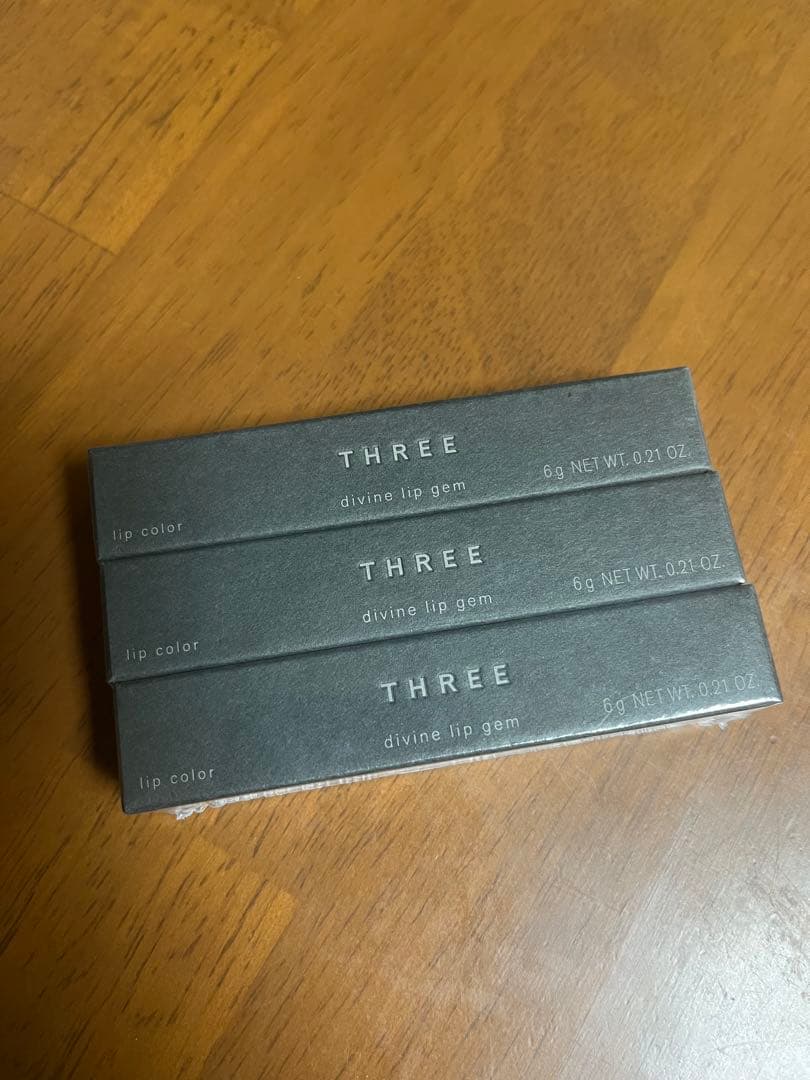 THREE
divine lip gem
lip color
6g NET WT. 0.21 OZ.
THREE
divine lip gem
lip color
6g NET WT. 0.21 OZ.
THREE
divine lip gem
lip color
6g NET WT. 0.21 OZ.